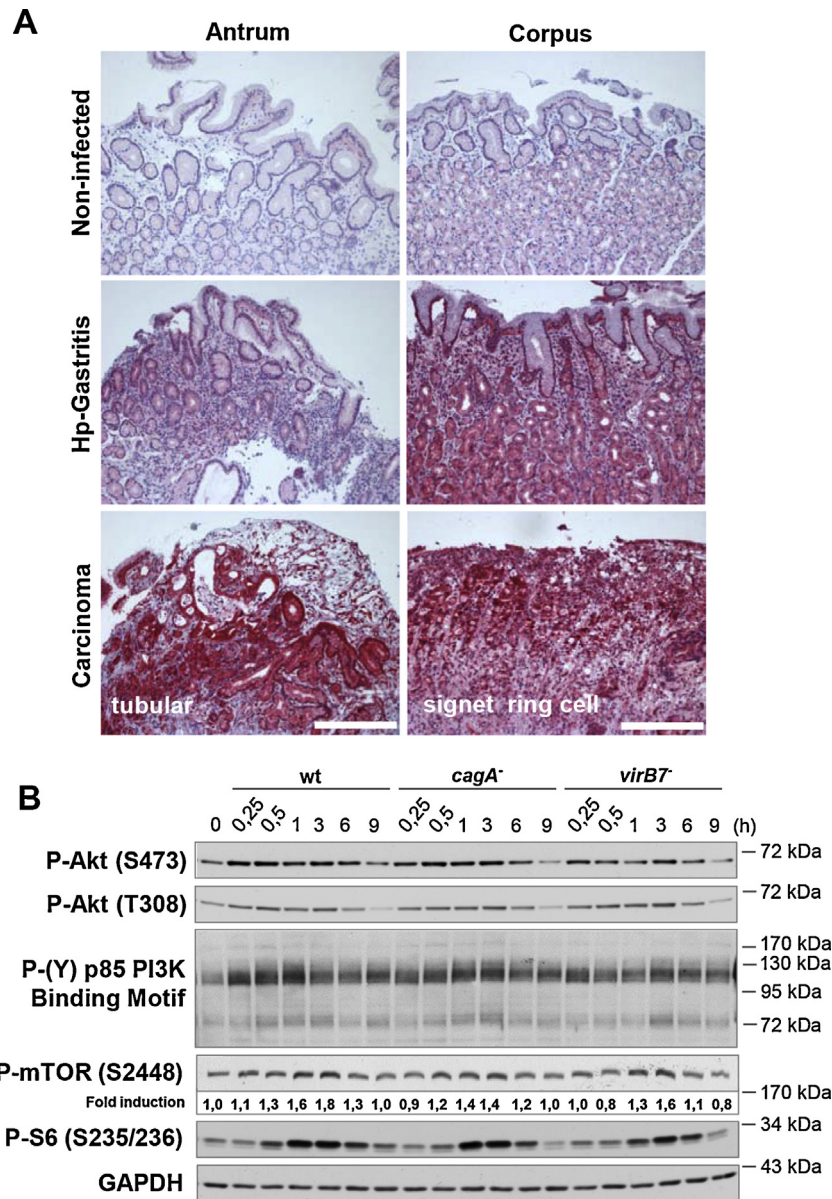 A
Antrum Corpus
Non-infected
Hp-Gastritis
Carcinoma
tubular
signet ring cell
B
wt cagA- virB7-
0 0,25 0,5 1 3 6 9 0,25 0,5 1 3 6 9 0,25 0,5 1 3 6 9 (h)
P-Akt (S473) 72 kDa
P-Akt (T308) 72 kDa
P-(Y) p85 PI3K
Binding Motif
170 kDa
130 kDa
95 kDa
72 kDa
P-mTOR (S2448)
170 kDa
Fold induction 1,0 1,1 1,3 1,6 1,8 1,3 1,0 0,9 1,2 1,4 1,4 1,2 1,0 1,0 0,8 1,3 1,6 1,1 0,8
P-S6 (S235/236) 34 kDa
GAPDH 43 kDa